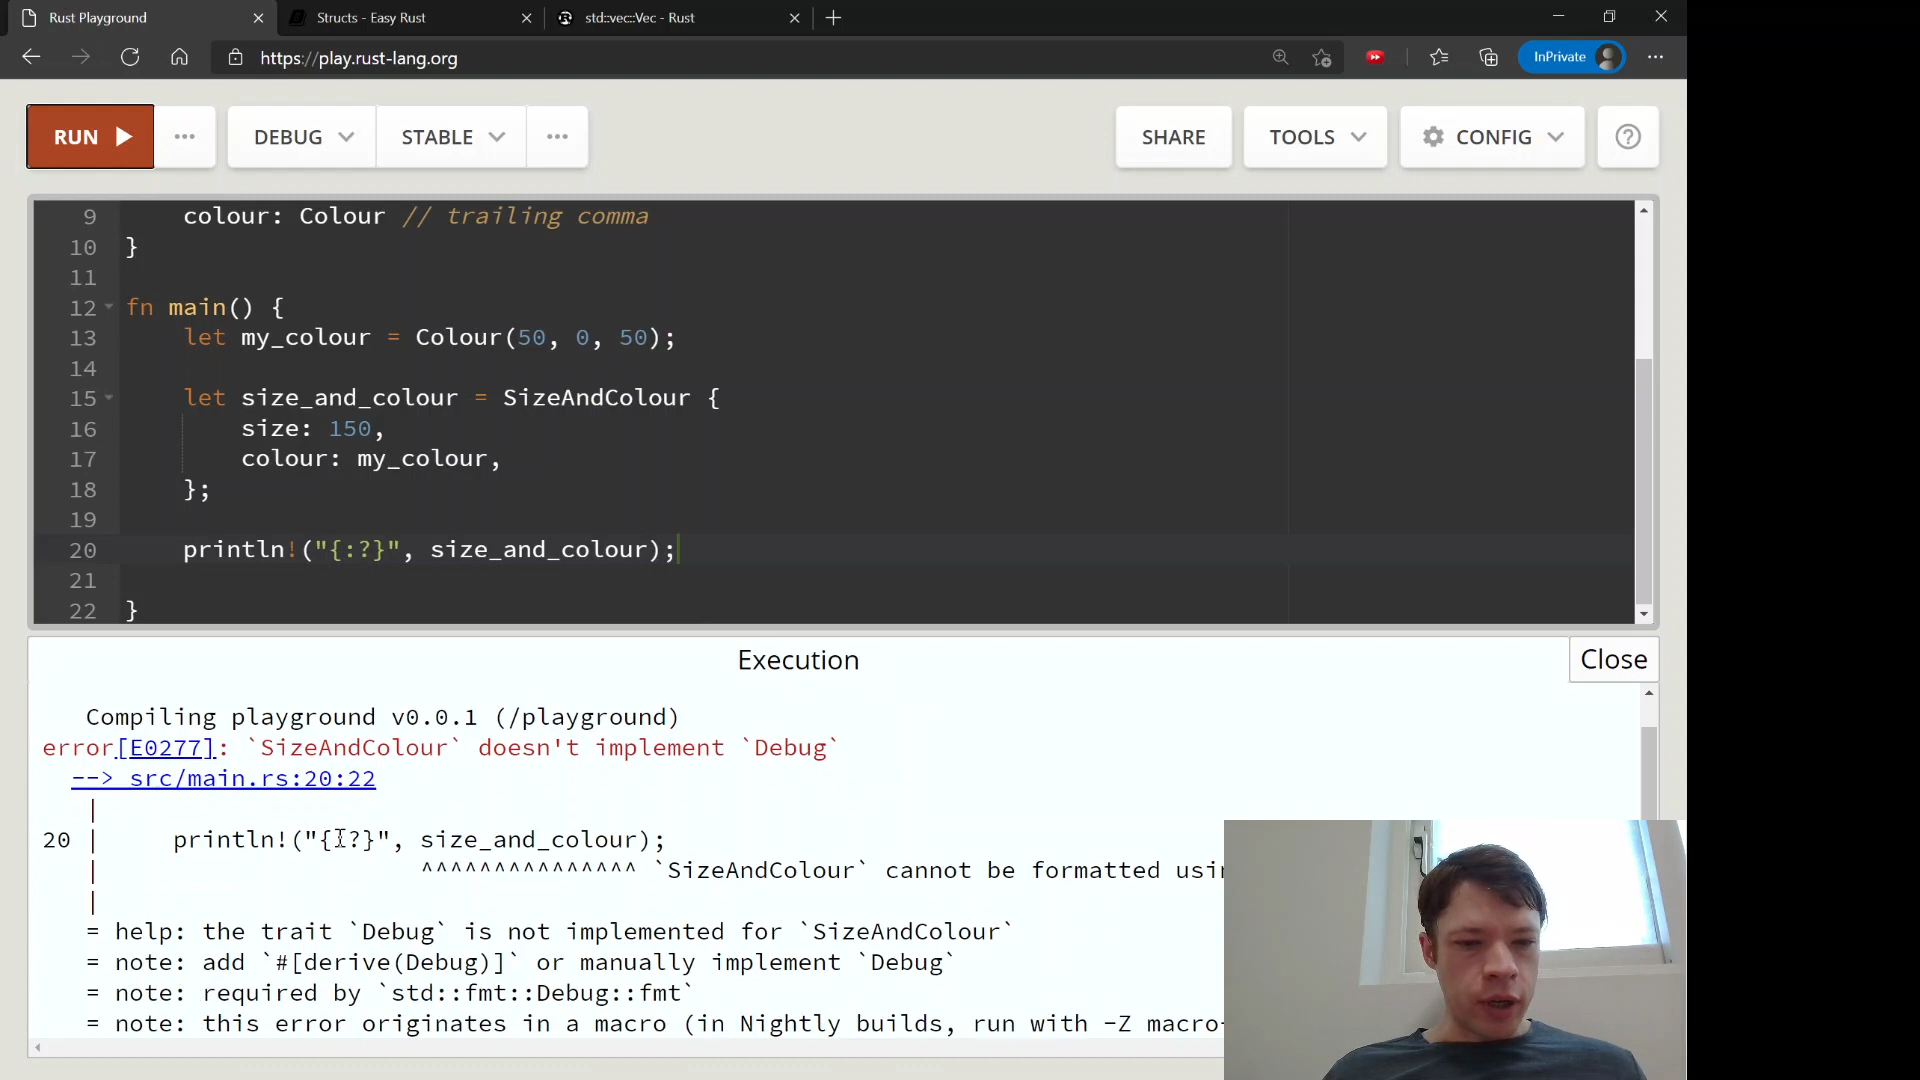 Rust Playground
Structs - Easy Rust
std::vec::Vec - Rust
https://play.rust-lang.org
InPrivate
RUN
DEBUG
STABLE
SHARE
TOOLS
CONFIG
9 colour: Colour // trailing comma
10 }
11
12 fn main() {
13 let my_colour = Colour(50, 0, 50);
14
15 let size_and_colour = SizeAndColour {
16 size: 150,
17 colour: my_colour,
18 };
19
20 println!("{:?}", size_and_colour);
21
22 }
Execution
Close
Compiling playground v0.0.1 (/playground)
error[E0277]: `SizeAndColour` doesn't implement `Debug`
--> src/main.rs:20:22
|
20 | println!("{:?}", size_and_colour);
| ^^^^^^^^^^^^^^^ `SizeAndColour` cannot be formatted usin
|
= help: the trait `Debug` is not implemented for `SizeAndColour`
= note: add `#[derive(Debug)]` or manually implement `Debug`
= note: required by `std::fmt::Debug::fmt`
= note: this error originates in a macro (in Nightly builds, run with -Z macro-